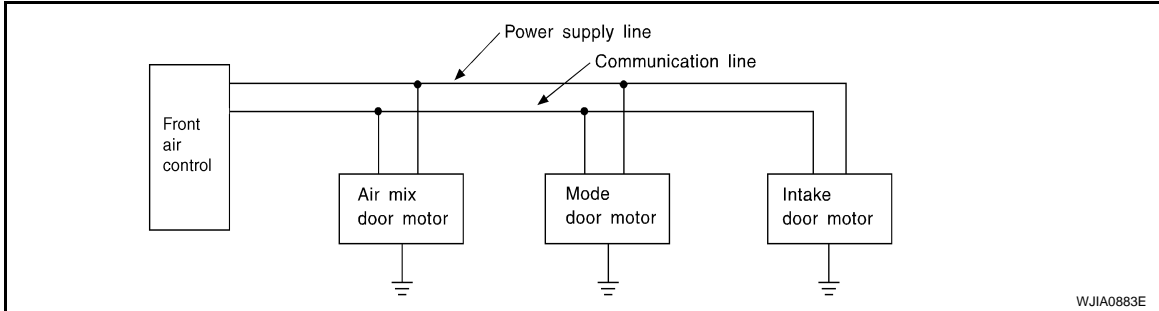 Power supply line
Communication line
Front
air
control
Air mix
door motor
Mode
door motor
Intake
door motor
WJIA0883E